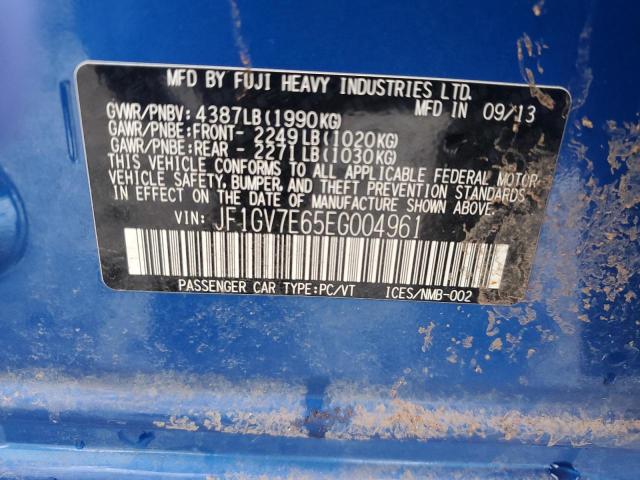 MFD BY FUJI HEAVY INDUSTRIES LTD.
MFD IN 09/13
GVWR/PNBV: 4387LB(1990KG)
GAWR/PNBE:FRONT- 2249LB(1020KG)
GAWR/PNBE:REAR - 2271LB(1030KG)
THIS VEHICLE CONFORMS TO ALL APPLICABLE FEDERAL MOTOR
VEHICLE SAFETY, BUMPER, AND THEFT PREVENTION STANDARDS
IN EFFECT ON THE DATE OF MANUFACTURE SHOWN ABOVE.
VIN: JF1GV7E65EG004961
PASSENGER CAR TYPE:PC/VT ICES/NMB-002